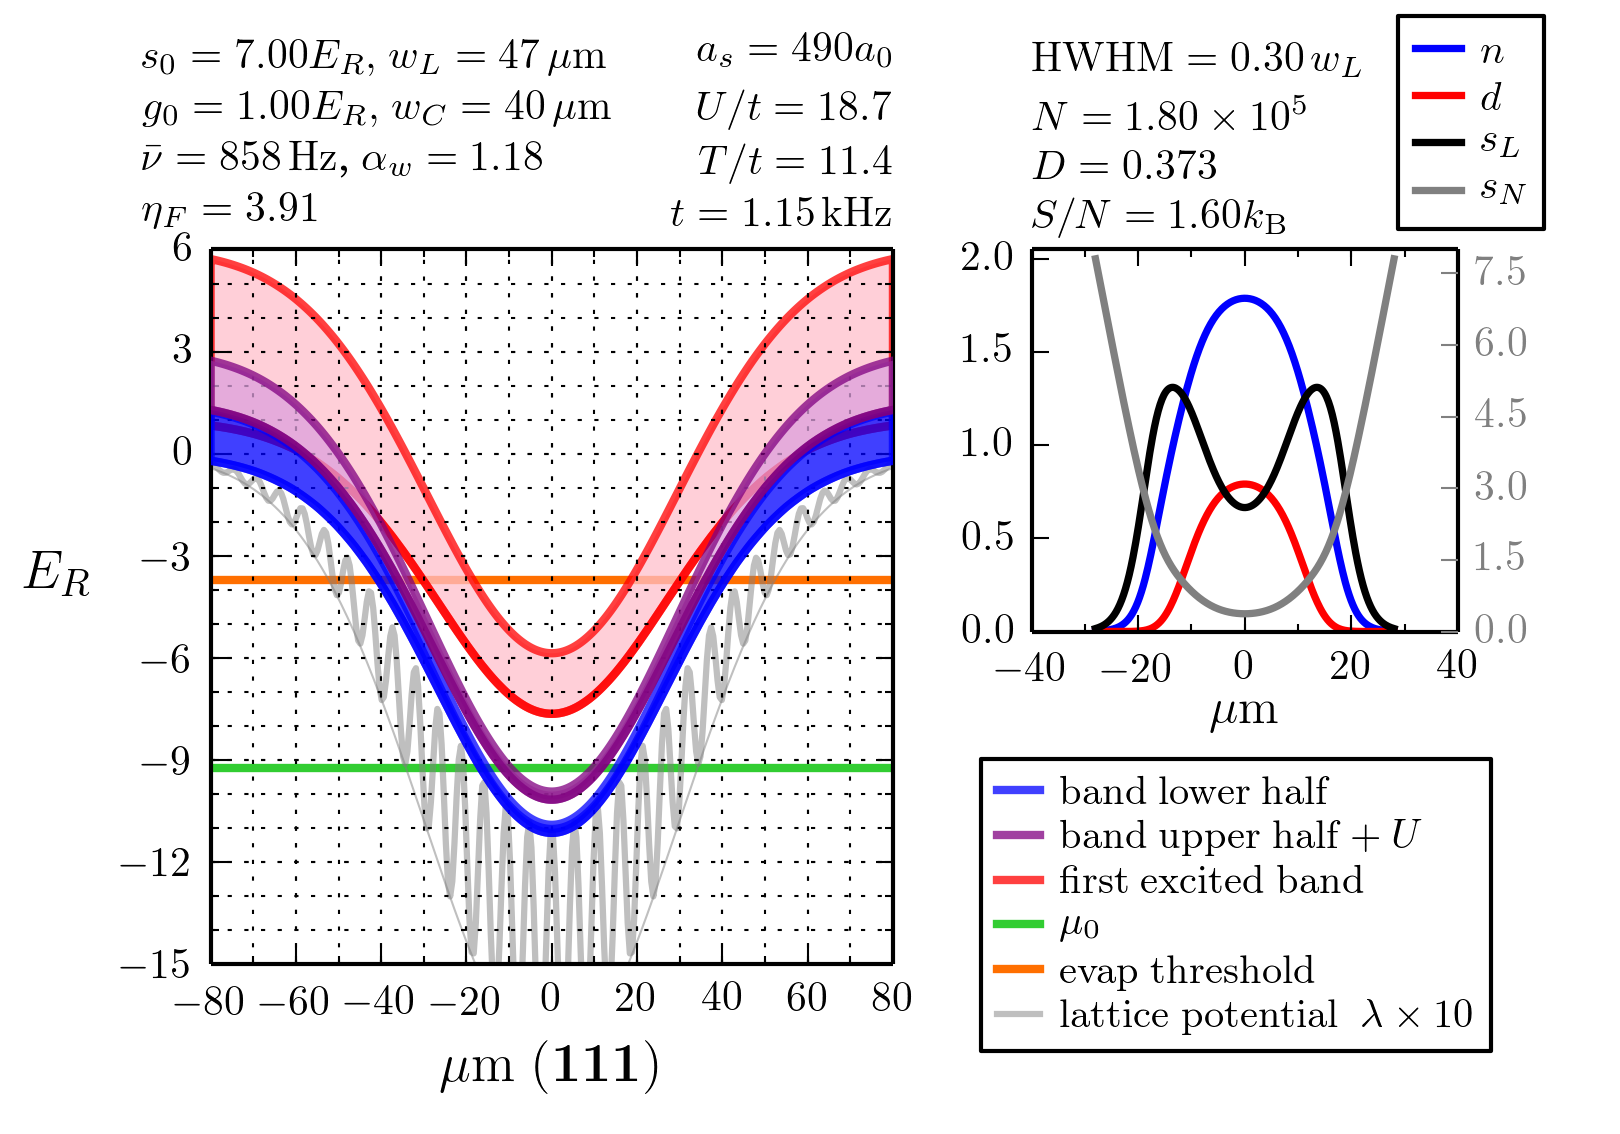 s₀ = 7.00E_R, w_L = 47 μm
g₀ = 1.00E_R, w_C = 40 μm
ν̄ = 858 Hz, α_w = 1.18
η_F = 3.91
a_s = 490a₀
U/t = 18.7
T/t = 11.4
t = 1.15 kHz
HWHM = 0.30 w_L
N = 1.80 × 10⁵
D = 0.373
S/N = 1.60k_B
n
d
s_L
s_N
6
3
0
−3
−6
−9
−12
−15
E_R
−80 −60 −40 −20 0 20 40 60 80
μm (111)
2.0
1.5
1.0
0.5
0.0
7.5
6.0
4.5
3.0
1.5
0.0
−40 −20 0 20 40
μm
band lower half
band upper half + U
first excited band
μ₀
evap threshold
lattice potential λ × 10